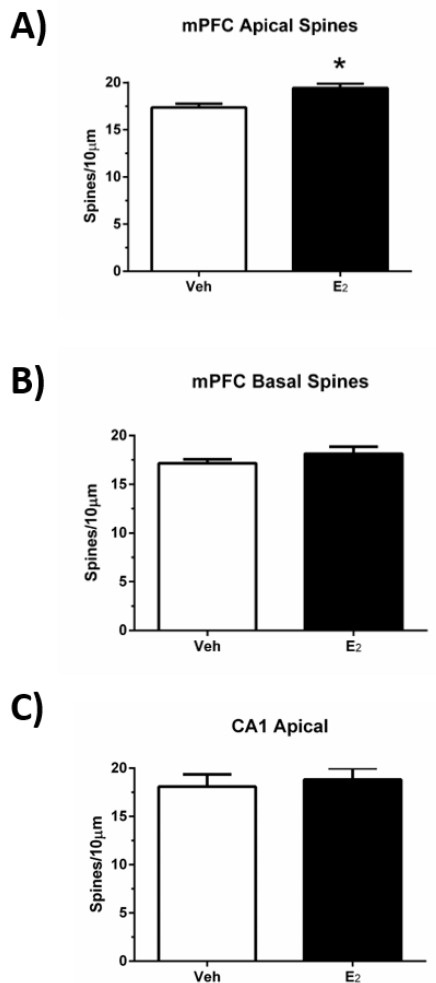 A)
mPFC Apical Spines
*
Spines/10μm
20
15
10
5
0
Veh
E₂
B)
mPFC Basal Spines
Spines/10μm
20
15
10
5
0
Veh
E₂
C)
CA1 Apical
Spines/10μm
20
15
10
5
0
Veh
E₂